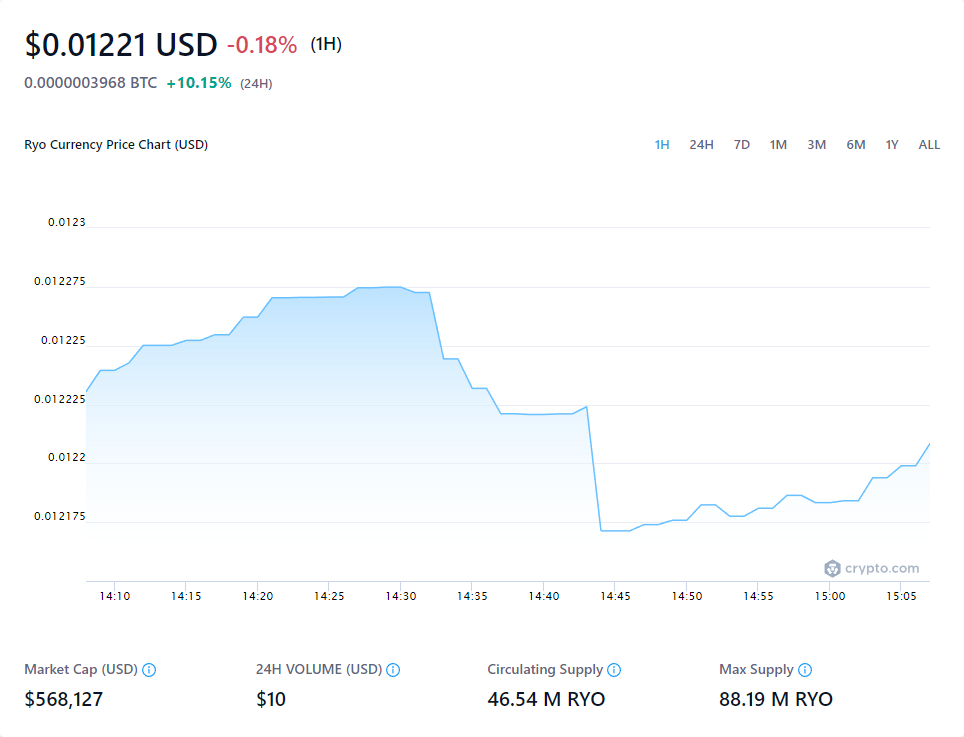 $0.01221 USD -0.18% (1H)
0.0000003968 BTC +10.15% (24H)
Ryo Currency Price Chart (USD) 1H 24H 7D 1M 3M 6M 1Y ALL
0.0123
0.012275
0.01225
0.012225
0.0122
0.012175
crypto.com
14:10 14:15 14:20 14:25 14:30 14:35 14:40 14:45 14:50 14:55 15:00 15:05
Market Cap (USD) 24H VOLUME (USD) Circulating Supply Max Supply
$568,127 $10 46.54 M RYO 88.19 M RYO